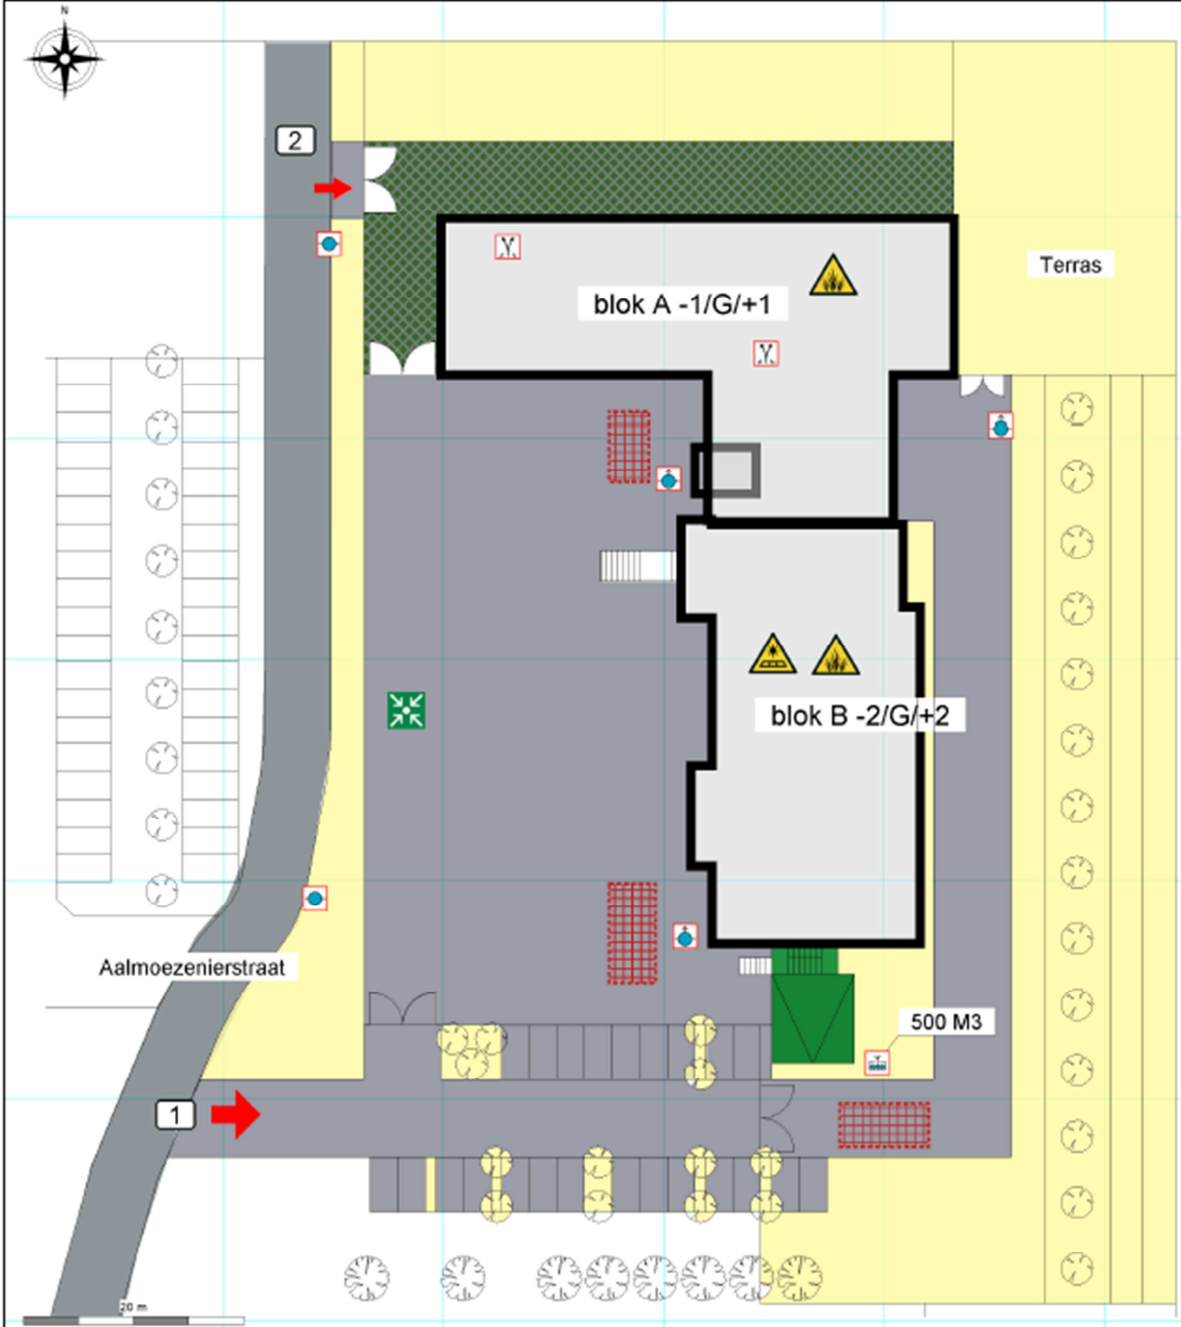 N
2
Terras
blok A -1/G/+1
blok B -2/G/+2
Aalmoezenierstraat
500 M3
1
20 m